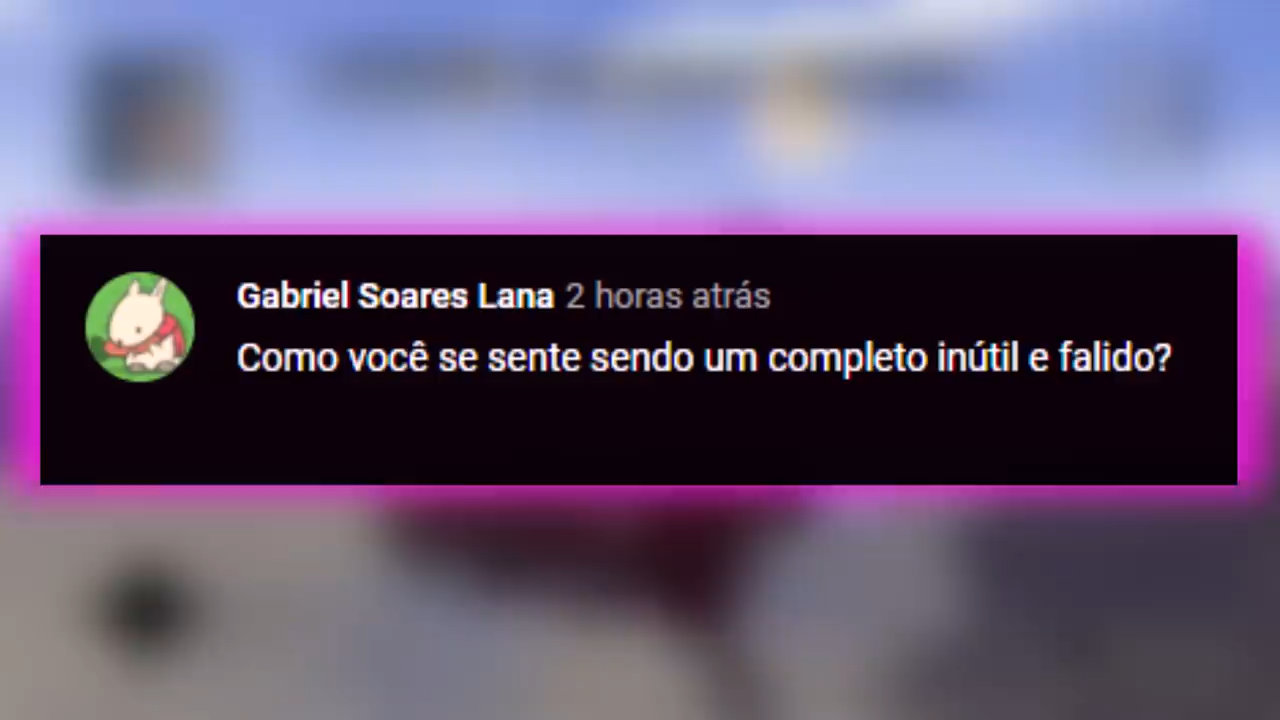 Gabriel Soares Lana 2 horas atrás
Como você se sente sendo um completo inútil e falido?